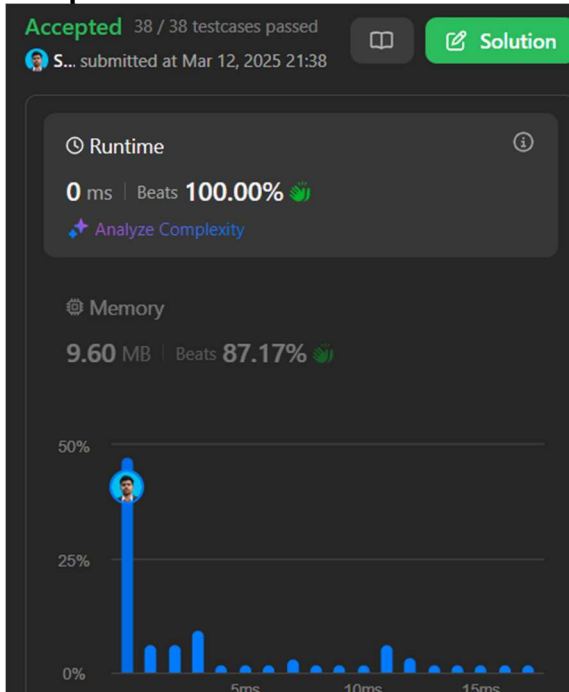 Accepted 38 / 38 testcases passed
Solution
S... submitted at Mar 12, 2025 21:38
Runtime
0 ms | Beats 100.00%
Analyze Complexity
Memory
9.60 MB | Beats 87.17%
50%
25%
0%
5ms 10ms 15ms